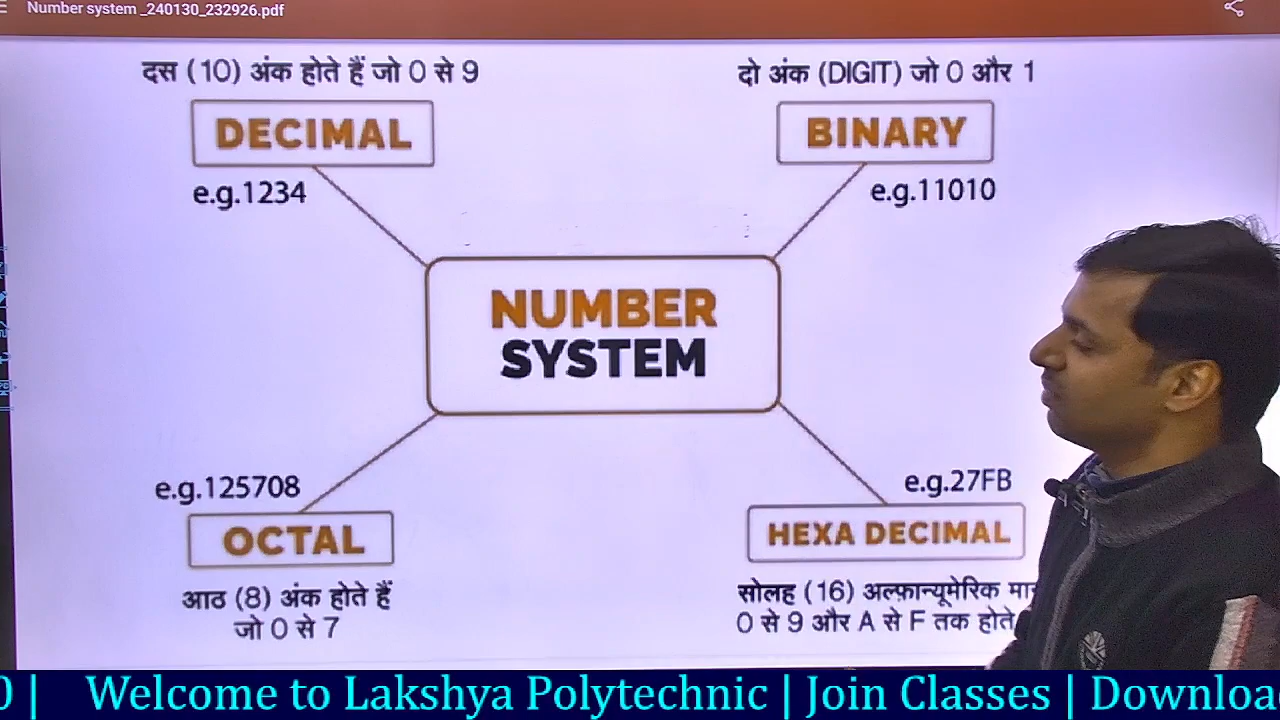 Number system _240130_232926.pdf
दस (10) अंक होते हैं जो 0 से 9
DECIMAL
e.g.1234
दो अंक (DIGIT) जो 0 और 1
BINARY
e.g.11010
NUMBER
SYSTEM
e.g.125708
OCTAL
आठ (8) अंक होते हैं
जो 0 से 7
e.g.27FB
HEXA DECIMAL
सोलह (16) अल्फ़ान्यूमेरिक
0 से 9 और A से F तक होते
0 | Welcome to Lakshya Polytechnic | Join Classes | Downloa